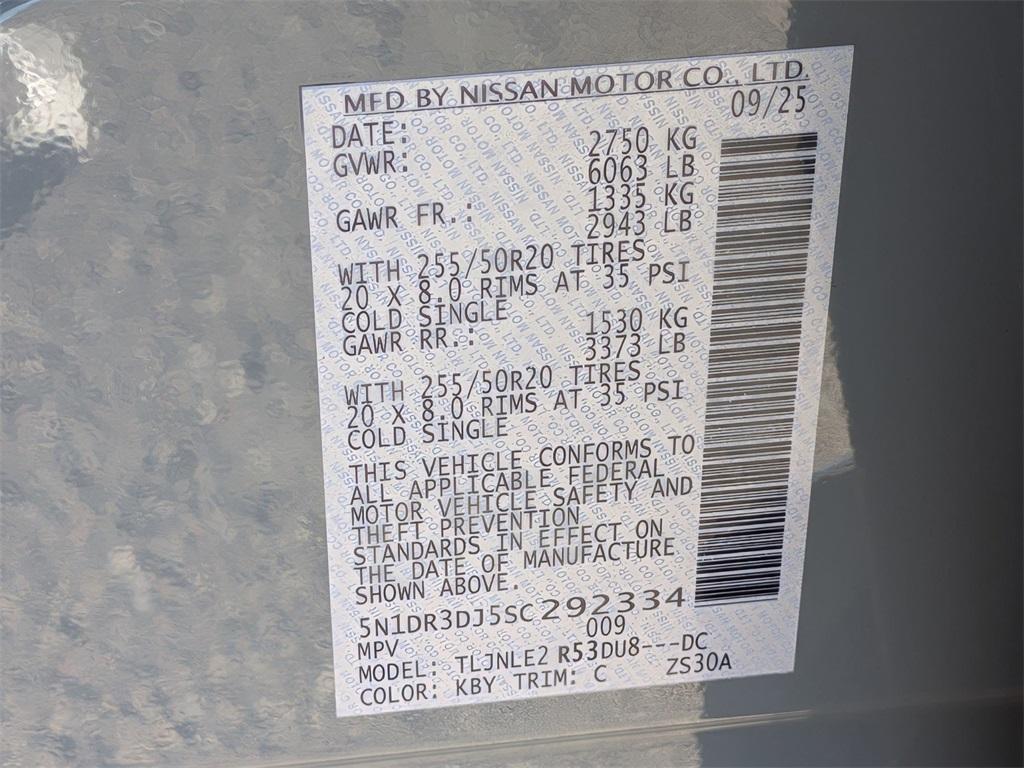 MFD BY NISSAN MOTOR CO., LTD.
DATE: 09/25
GVWR: 2750 KG
6063 LB
GAWR FR.: 1335 KG
2943 LB
WITH 255/50R20 TIRES
20 X 8.0 RIMS AT 35 PSI
COLD SINGLE
GAWR RR.: 1530 KG
3373 LB
WITH 255/50R20 TIRES
20 X 8.0 RIMS AT 35 PSI
COLD SINGLE
THIS VEHICLE CONFORMS TO
ALL APPLICABLE FEDERAL
MOTOR VEHICLE SAFETY AND
THEFT PREVENTION
STANDARDS IN EFFECT ON
THE DATE OF MANUFACTURE
SHOWN ABOVE.
5N1DR3DJ5SC292334
MPV 009
MODEL: TLJNLE2 R53DU8---DC
COLOR: KBY TRIM: C ZS30A